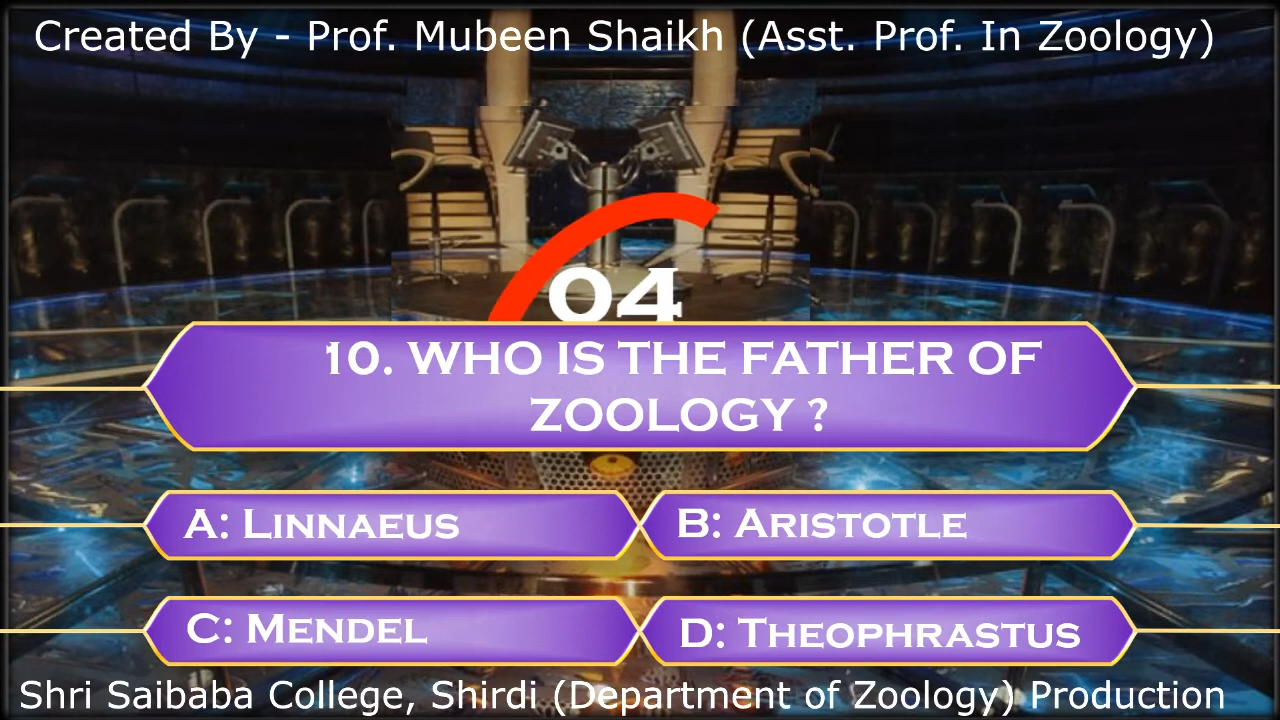 Created By - Prof. Mubeen Shaikh (Asst. Prof. In Zoology)
04
10. WHO IS THE FATHER OF
ZOOLOGY ?
A: LINNAEUS
B: ARISTOTLE
C: MENDEL
D: THEOPHRASTUS
Shri Saibaba College, Shirdi (Department of Zoology) Production